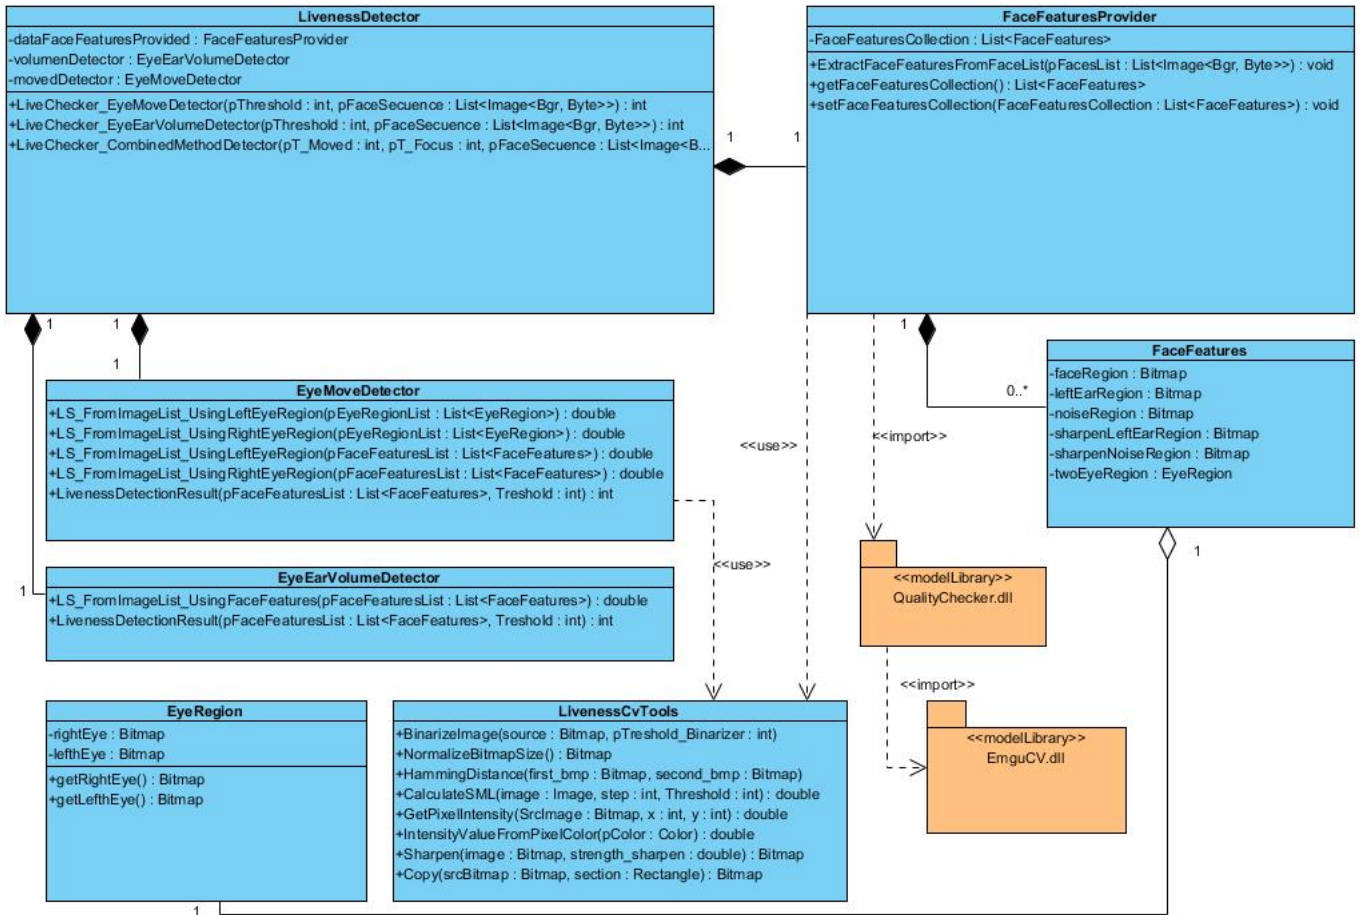 LivenessDetector
-dataFaceFeaturesProvided : FaceFeaturesProvider
-volumenDetector : EyeEarVolumeDetector
-movedDetector : EyeMoveDetector
+LiveChecker_EyeMoveDetector(pThreshold : int, pFaceSecuence : List<Image<Bgr, Byte>>) : int
+LiveChecker_EyeEarVolumeDetector(pThreshold : int, pFaceSecuence : List<Image<Bgr, Byte>>) : int
+LiveChecker_CombinedMethodDetector(pT_Moved : int, pT_Focus : int, pFaceSecuence : List<Image<B...
FaceFeaturesProvider
-FaceFeaturesCollection : List<FaceFeatures>
+ExtractFaceFeaturesFromFaceList(pFacesList : List<Image<Bgr, Byte>>) : void
+getFaceFeaturesCollection() : List<FaceFeatures>
+setFaceFeaturesCollection(FaceFeaturesCollection : List<FaceFeatures>) : void
1
1
1
1
1
1
0..*
<<use>>
<<import>>
FaceFeatures
-faceRegion : Bitmap
-leftEarRegion : Bitmap
-noiseRegion : Bitmap
-sharpenLeftEarRegion : Bitmap
-sharpenNoiseRegion : Bitmap
-twoEyeRegion : EyeRegion
1
EyeMoveDetector
+LS_FromImageList_UsingLeftEyeRegion(pEyeRegionList : List<EyeRegion>) : double
+LS_FromImageList_UsingRightEyeRegion(pEyeRegionList : List<EyeRegion>) : double
+LS_FromImageList_UsingLeftEyeRegion(pFaceFeaturesList : List<FaceFeatures>) : double
+LS_FromImageList_UsingRightEyeRegion(pFaceFeaturesList : List<FaceFeatures>) : double
+LivenessDetectionResult(pFaceFeaturesList : List<FaceFeatures>, Treshold : int) : int
<<use>>
1
EyeEarVolumeDetector
+LS_FromImageList_UsingFaceFeatures(pFaceFeaturesList : List<FaceFeatures>) : double
+LivenessDetectionResult(pFaceFeaturesList : List<FaceFeatures>, Treshold : int) : int
<<modelLibrary>>
QualityChecker.dll
<<import>>
<<modelLibrary>>
EmguCV.dll
EyeRegion
-rightEye : Bitmap
-lefthEye : Bitmap
+getRightEye() : Bitmap
+getLefthEye() : Bitmap
1
LivenessCvTools
+BinarizeImage(source : Bitmap, pTreshold_Binarizer : int)
+NormalizeBitmapSize() : Bitmap
+HammingDistance(first_bmp : Bitmap, second_bmp : Bitmap)
+CalculateSML(image : Image, step : int, Threshold : int) : double
+GetPixelIntensity(SrcImage : Bitmap, x : int, y : int) : double
+IntensityValueFromPixelColor(pColor : Color) : double
+Sharpen(image : Bitmap, strength_sharpen : double) : Bitmap
+Copy(srcBitmap : Bitmap, section : Rectangle) : Bitmap